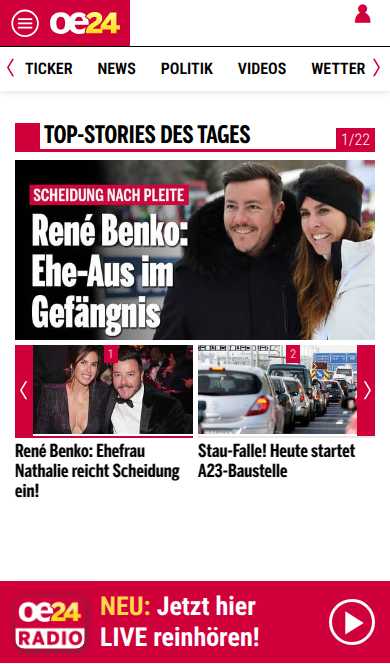 oe24
TICKER NEWS POLITIK VIDEOS WETTER
TOP-STORIES DES TAGES
1/22
SCHEIDUNG NACH PLEITE
René Benko:
Ehe-Aus im
Gefängnis
1
2
René Benko: Ehefrau
Nathalie reicht Scheidung
ein!
Stau-Falle! Heute startet
A23-Baustelle
oe24
RADIO
NEU: Jetzt hier
LIVE reinhören!